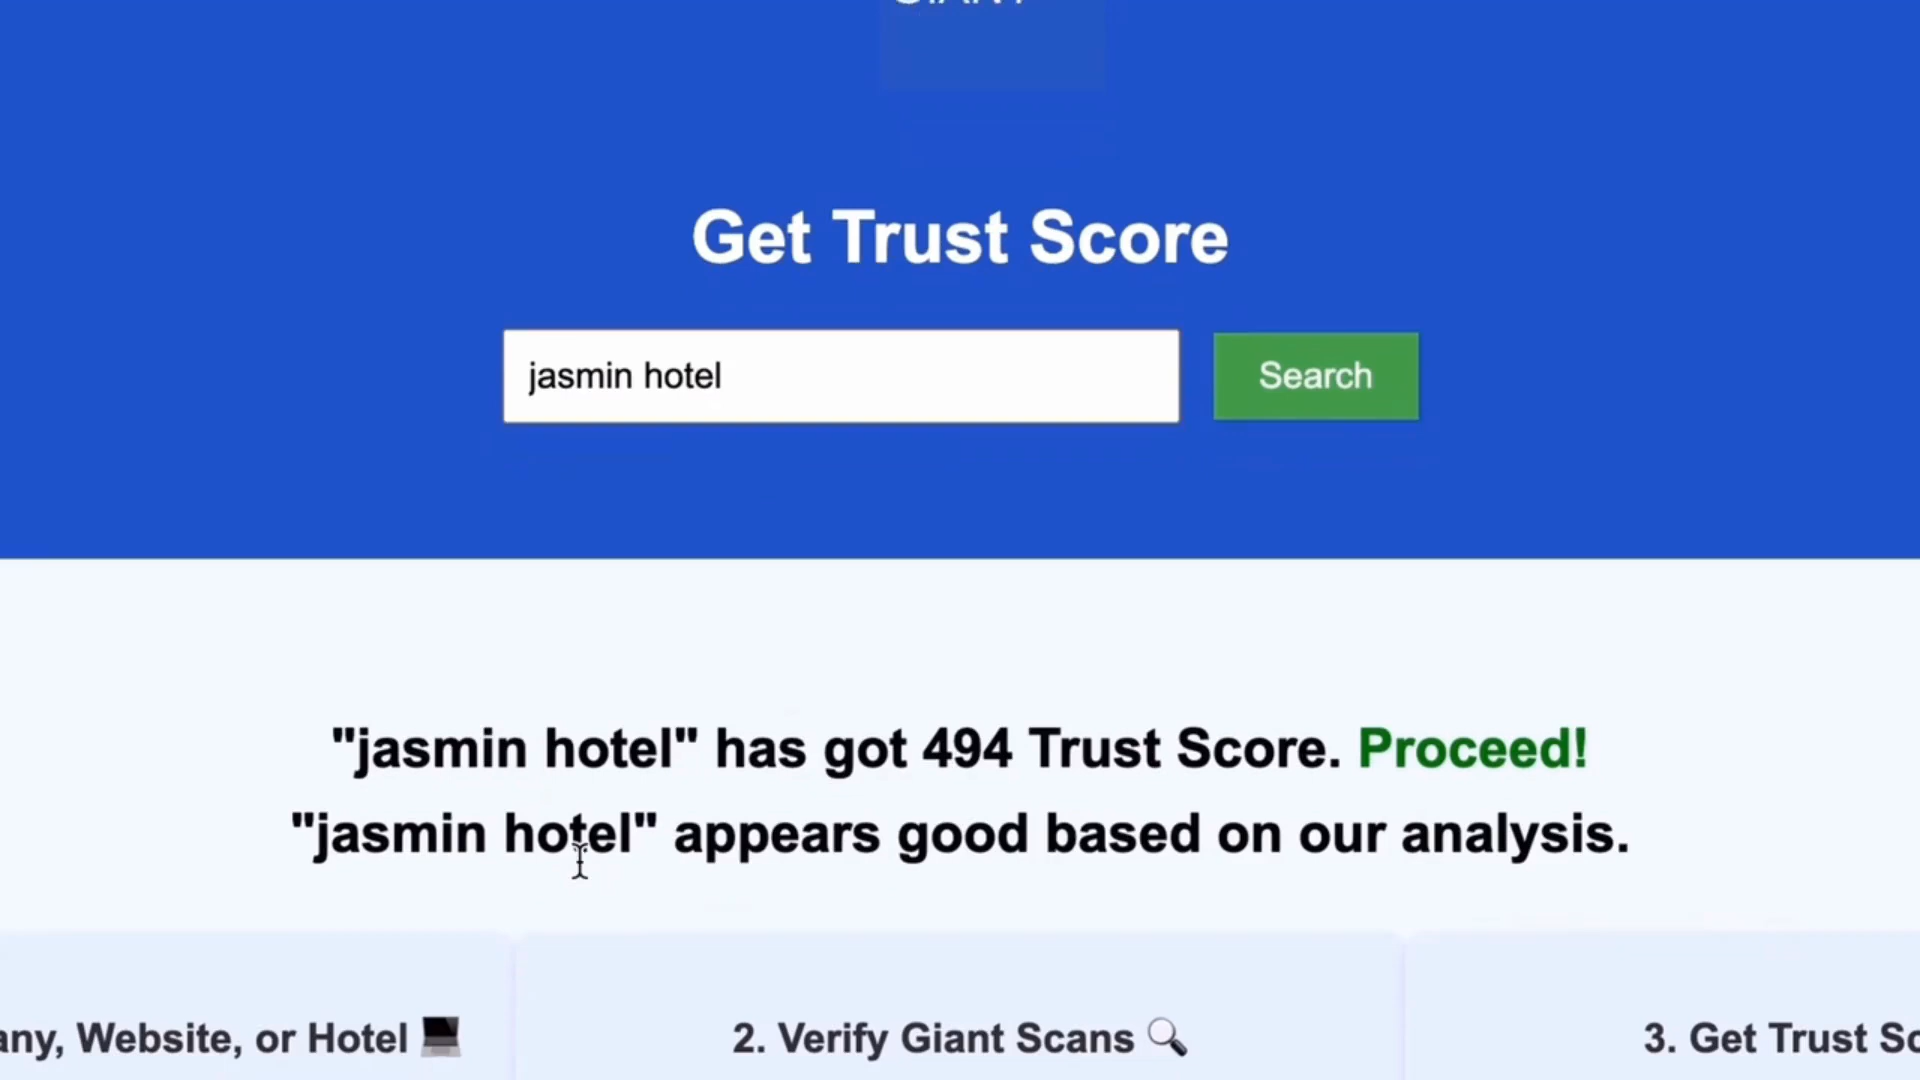 Get Trust Score
jasmin hotel
Search
"jasmin hotel" has got 494 Trust Score. Proceed!
"jasmin hotel" appears good based on our analysis.
any, Website, or Hotel 💻
2. Verify Giant Scans 🔍
3. Get Trust Sc